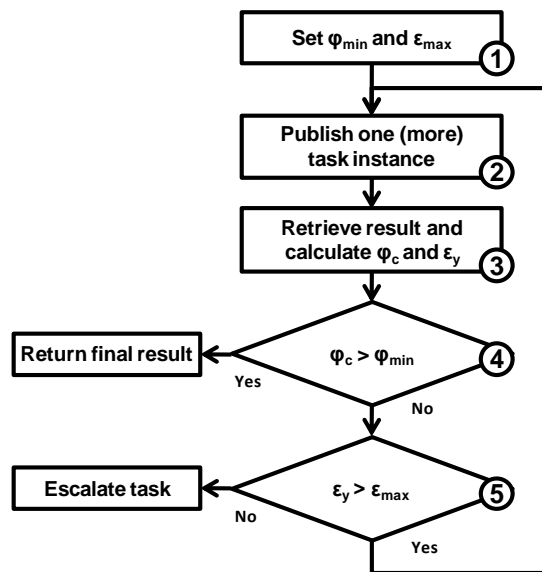 Set φmin and εmax
1
Publish one (more)
task instance
2
Retrieve result and
calculate φc and εy
3
Return final result
φc > φmin
4
Yes
No
Escalate task
εy > εmax
5
No
Yes